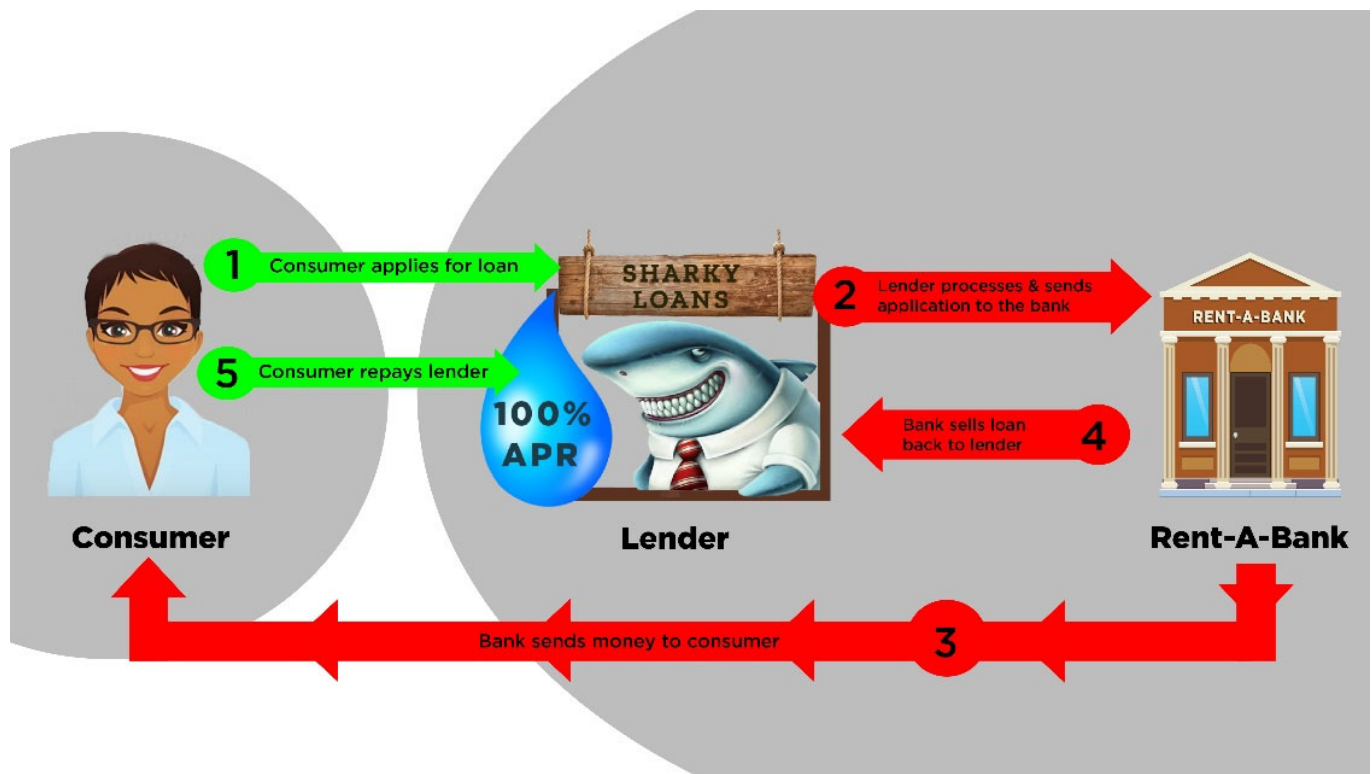 1
Consumer applies for loan
SHARKY
LOANS
2
Lender processes & sends
application to the bank
RENT-A-BANK
5
Consumer repays lender
100%
APR
Bank sells loan
back to lender
4
Consumer
Lender
Rent-A-Bank
Bank sends money to consumer
3